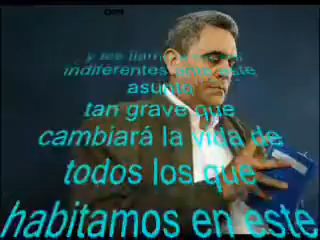 indiferentes ante este
asunto
tan grave que
cambiará la vida de
todos los que
habitamos en este